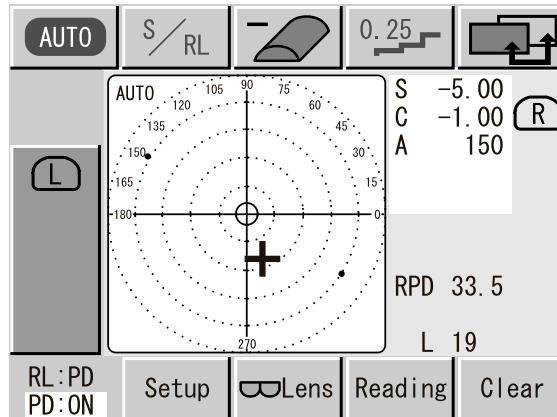 AUTO
S/RL
0.25
AUTO
105
90
75
120
60
135
45
150
30
165
15
180
0
270
L
S -5.00
C -1.00
A 150
R
RPD 33.5
L 19
RL:PD
PD:ON
Setup
Lens
Reading
Clear